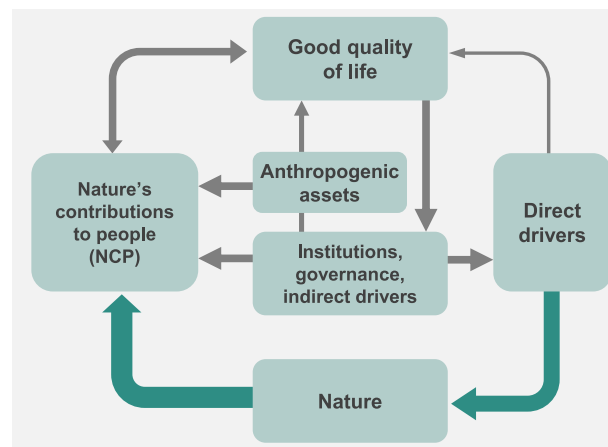 Good quality
of life
Anthropogenic
assets
Nature’s
contributions
to people
(NCP)
Institutions,
governance,
indirect drivers
Direct
drivers
Nature